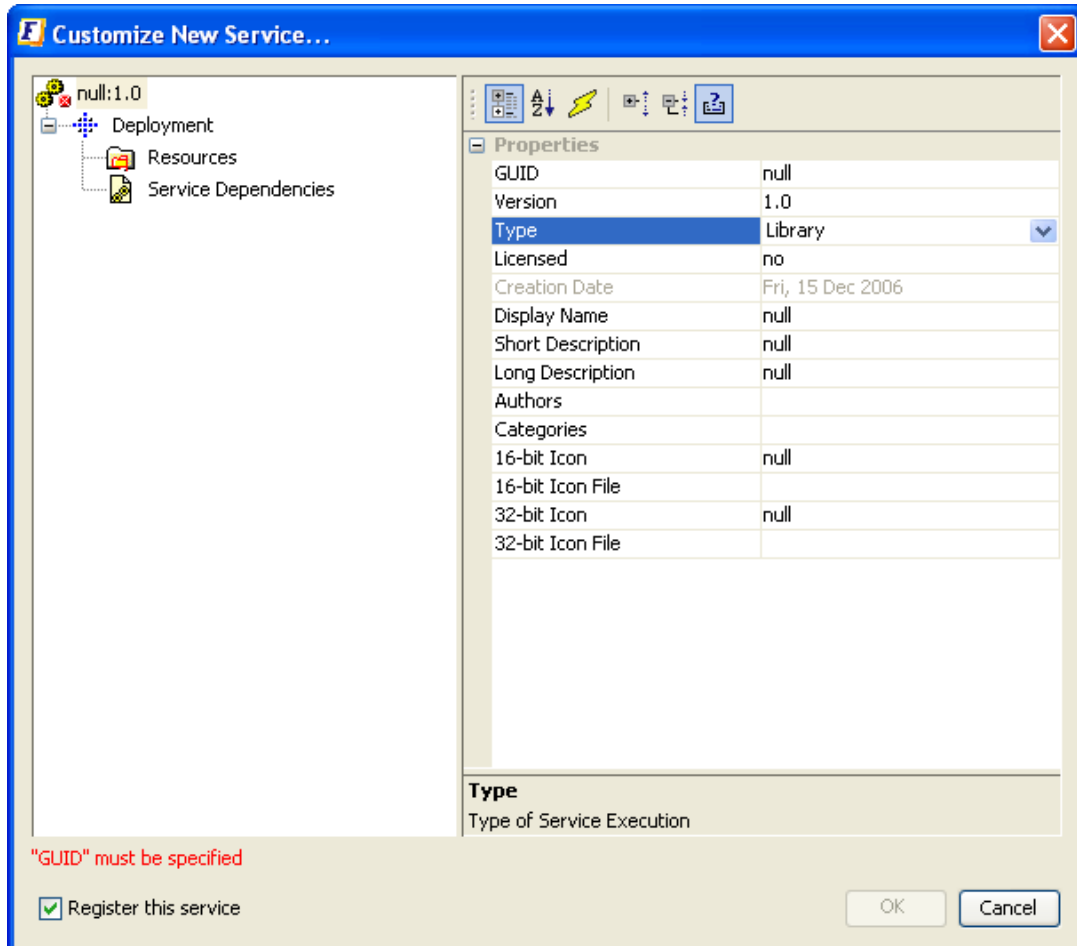 Customize New Service...
null:1.0
Deployment
Resources
Service Dependencies
Properties
GUID null
Version 1.0
Type Library
Licensed no
Creation Date Fri, 15 Dec 2006
Display Name null
Short Description null
Long Description null
Authors
Categories
16-bit Icon null
16-bit Icon File
32-bit Icon null
32-bit Icon File
Type
Type of Service Execution
"GUID" must be specified
Register this service
OK Cancel